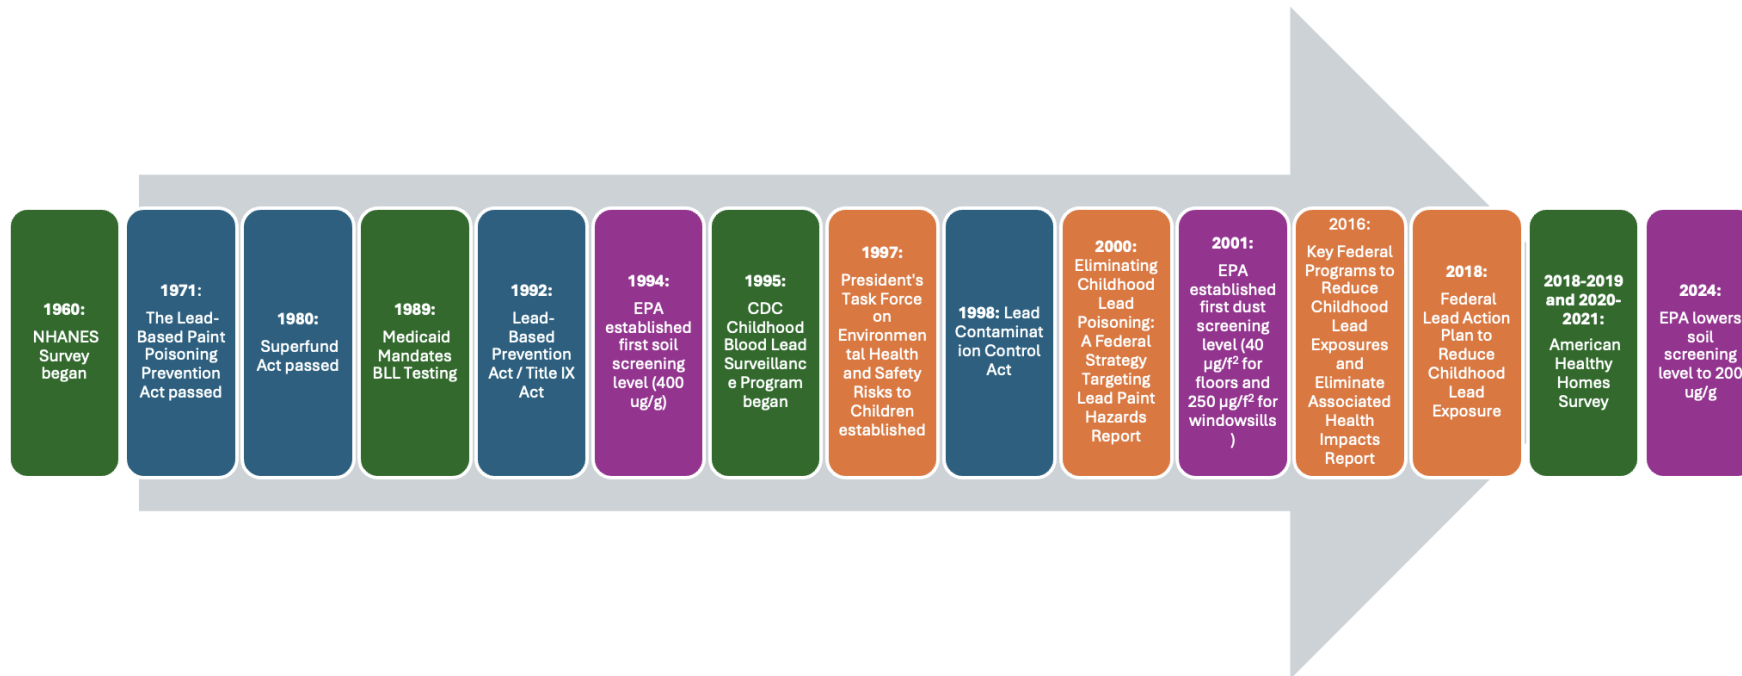 1960:
NHANES
Survey
began
1971:
The Lead-
Based Paint
Poisoning
Prevention
Act passed
1980:
Superfund
Act passed
1989:
Medicaid
Mandates
BLL Testing
1992:
Lead-
Based
Prevention
Act / Title IX
Act
1994:
EPA
established
first soil
screening
level (400
ug/g)
1995:
CDC
Childhood
Blood Lead
Surveillanc
e Program
began
1997:
President's
Task Force
on
Environmen
tal Health
and Safety
Risks to
Children
established
1998: Lead
Contaminat
ion Control
Act
2000:
Eliminating
Childhood
Lead
Poisoning:
A Federal
Strategy
Targeting
Lead Paint
Hazards
Report
2001:
EPA
established
first dust
screening
level (40
µg/f² for
floors and
250 µg/f² for
windowsills
)
2016:
Key Federal
Programs to
Reduce
Childhood
Lead
Exposures
and
Eliminate
Associated
Health
Impacts
Report
2018:
Federal
Lead Action
Plan to
Reduce
Childhood
Lead
Exposure
2018-2019
and 2020-
2021:
American
Healthy
Homes
Survey
2024:
EPA lowers
soil
screening
level to 200
ug/g